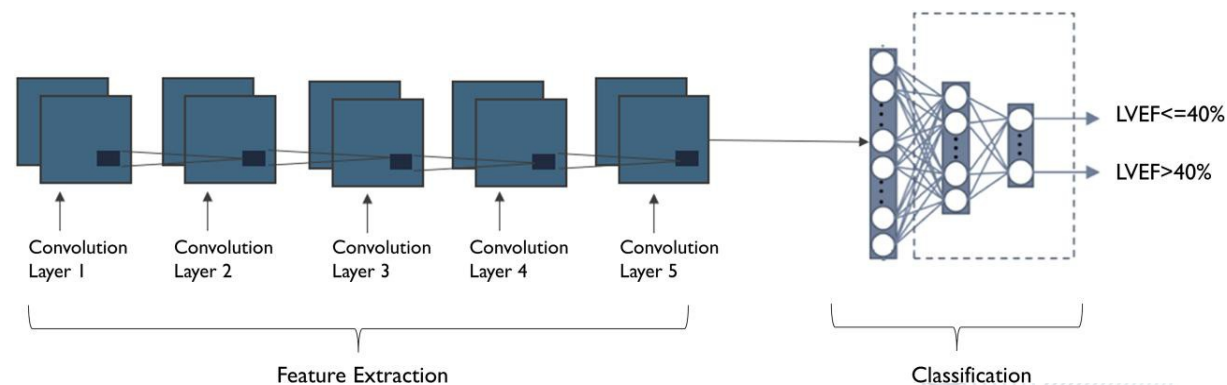 LVEF<=40%
LVEF>40%
Convolution
Layer 1
Convolution
Layer 2
Convolution
Layer 3
Convolution
Layer 4
Convolution
Layer 5
Feature Extraction
Classification